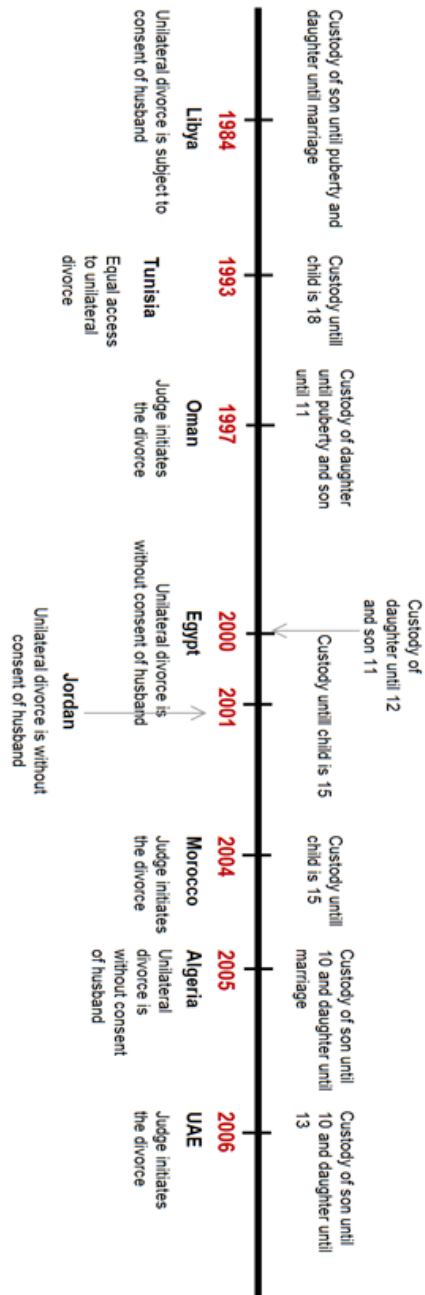 Custody of son until puberty and
daughter until marriage
Custody untill
child is 18
Custody of daughter
until puberty and son
until 11
Custody of
daughter until 12
and son 11
Custody untill child is 15
Custody untill
child is 15
Custody of son until
10 and daughter until
marriage
Custody of son until
10 and daughter until
13
1984
1993
1997
2000
2001
2004
2005
2006
Libya
Unilateral divorce is subject to
consent of husband
Tunisia
Equal access
to unilateral
divorce
Oman
Judge initiates
the divorce
Egypt
Unilateral divorce is
without consent of husband
Jordan
Unilateral divorce is without
consent of husband
Morocco
Judge initiates
the divorce
Algeria
Unilateral
divorce is
without consent
of husband
UAE
Judge initiates
the divorce